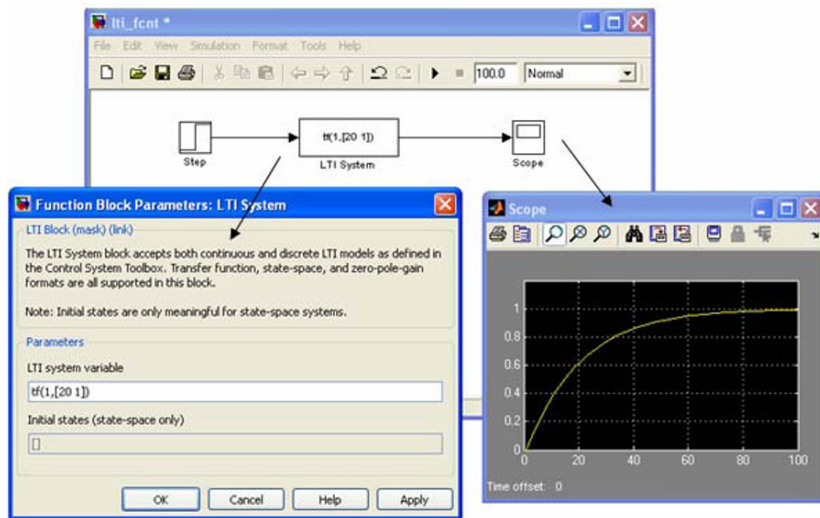 lti_fcnt *
File Edit View Simulation Format Tools Help
100.0 Normal
tf(1,[20 1])
Step
LTI System
Scope
Function Block Parameters: LTI System
LTI Block (mask) (link)
The LTI System block accepts both continuous and discrete LTI models as defined in
the Control System Toolbox. Transfer function, state-space, and zero-pole-gain
formats are all supported in this block.
Note: Initial states are only meaningful for state-space systems.
Parameters
LTI system variable
tf(1,[20 1])
Initial states (state-space only)
[]
OK Cancel Help Apply
Scope
1
0.8
0.6
0.4
0.2
0
0 20 40 60 80 100
Time offset: 0